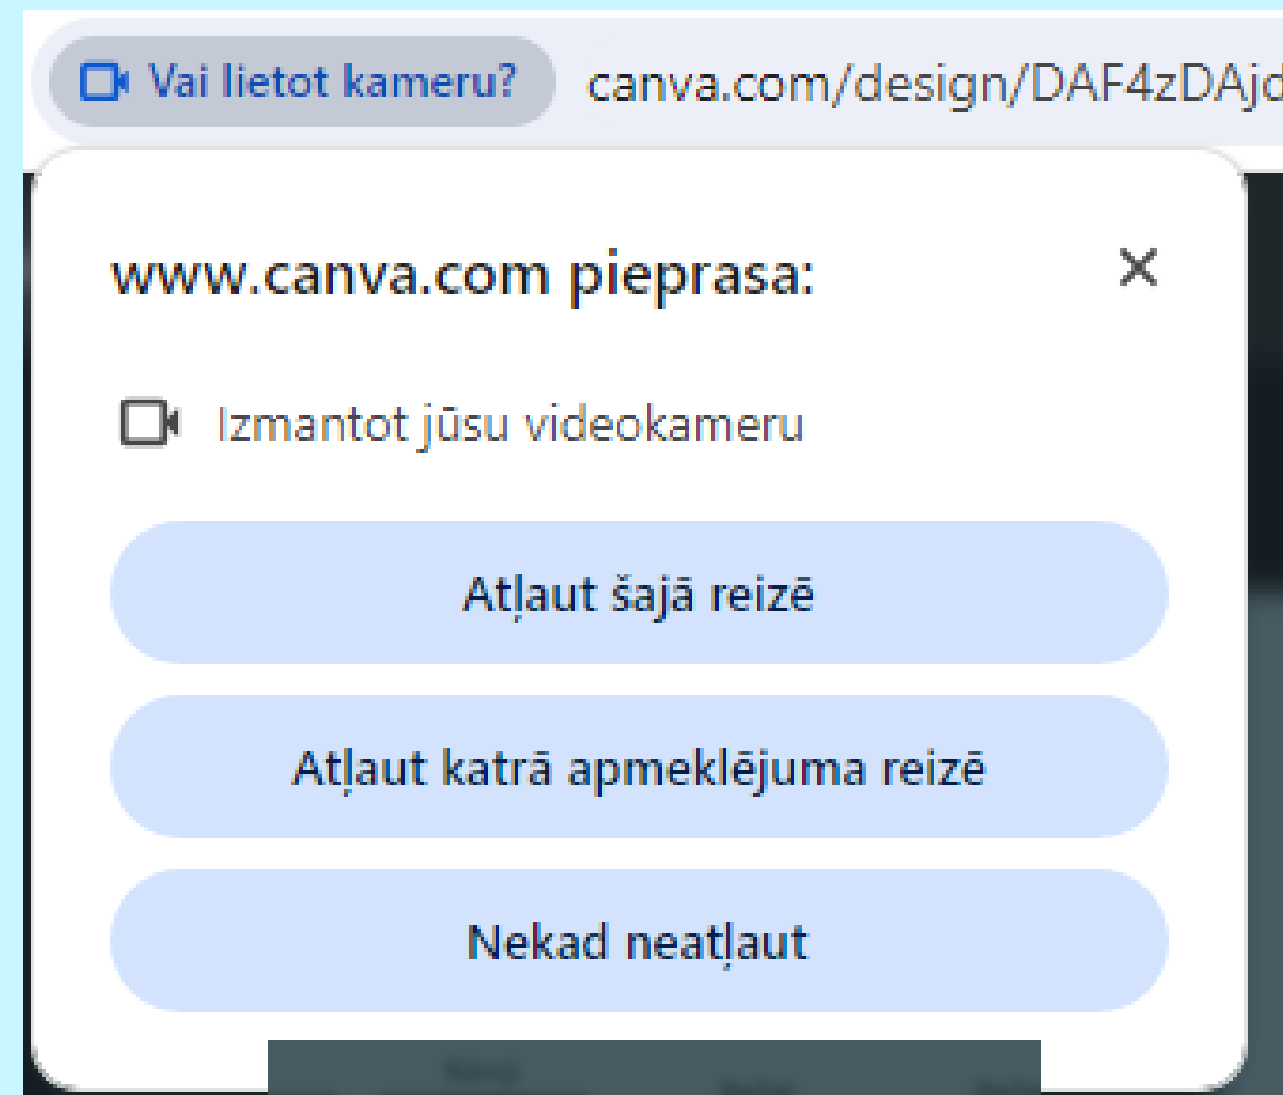 Vai lietot kameru? canva.com/design/DAF4zDAjd
www.canva.com pieprasa:
Izmantot jūsu videokameru
Atļaut šajā reizē
Atļaut katrā apmeklējuma reizē
Nekad neatļaut